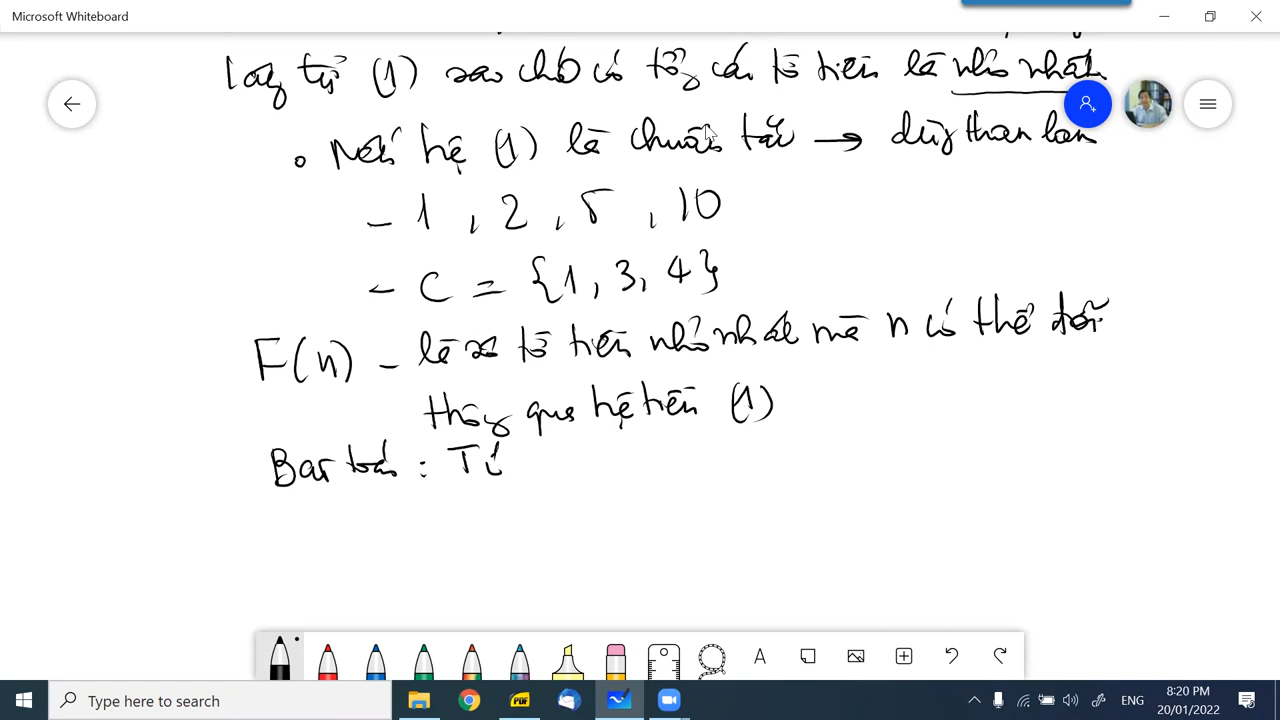 Microsoft Whiteboard
lấy từ (1) sao cho có tổng các tờ tiền là nhỏ nhất
• Nếu hệ (1) là chuẩn tắc → dùng tham lam
- 1, 2, 5, 10
- C = {1, 3, 4}
F(n) - là số tờ tiền nhỏ nhất mà n có thể đổi
thông qua hệ tiền (1)
Bài toán : Tí
Type here to search
ENG
8:20 PM
20/01/2022